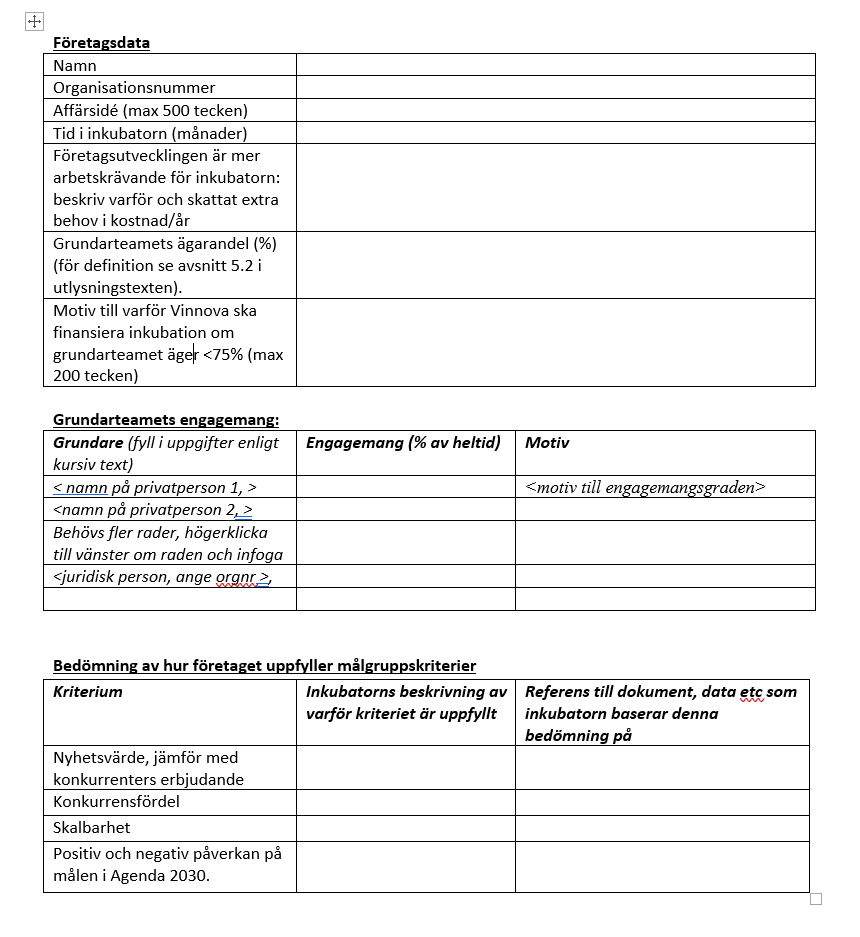 Företagsdata
Namn
Organisationsnummer
Affärsidé (max 500 tecken)
Tid i inkubatorn (månader)
Företagsutvecklingen är mer
arbetskrävande för inkubatorn:
beskriv varför och skattat extra
behov i kostnad/år
Grundarteamets ägarandel (%)
(för definition se avsnitt 5.2 i
utlysningstexten).
Motiv till varför Vinnova ska
finansiera inkubation om
grundarteamet äger <75% (max
200 tecken)
Grundarteamets engagemang:
Grundare (fyll i uppgifter enligt
kursiv text)
Engagemang (% av heltid)
Motiv
< namn på privatperson 1, >
<motiv till engagemangsgraden>
<namn på privatperson 2, >
Behövs fler rader, högerklicka
till vänster om raden och infoga
<juridisk person, ange orgnr >,
Bedömning av hur företaget uppfyller målgruppskriterier
Kriterium
Inkubatorns beskrivning av
varför kriteriet är uppfyllt
Referens till dokument, data etc som
inkubatorn baserar denna
bedömning på
Nyhetsvärde, jämför med
konkurrenters erbjudande
Konkurrensfördel
Skalbarhet
Positiv och negativ påverkan på
målen i Agenda 2030.